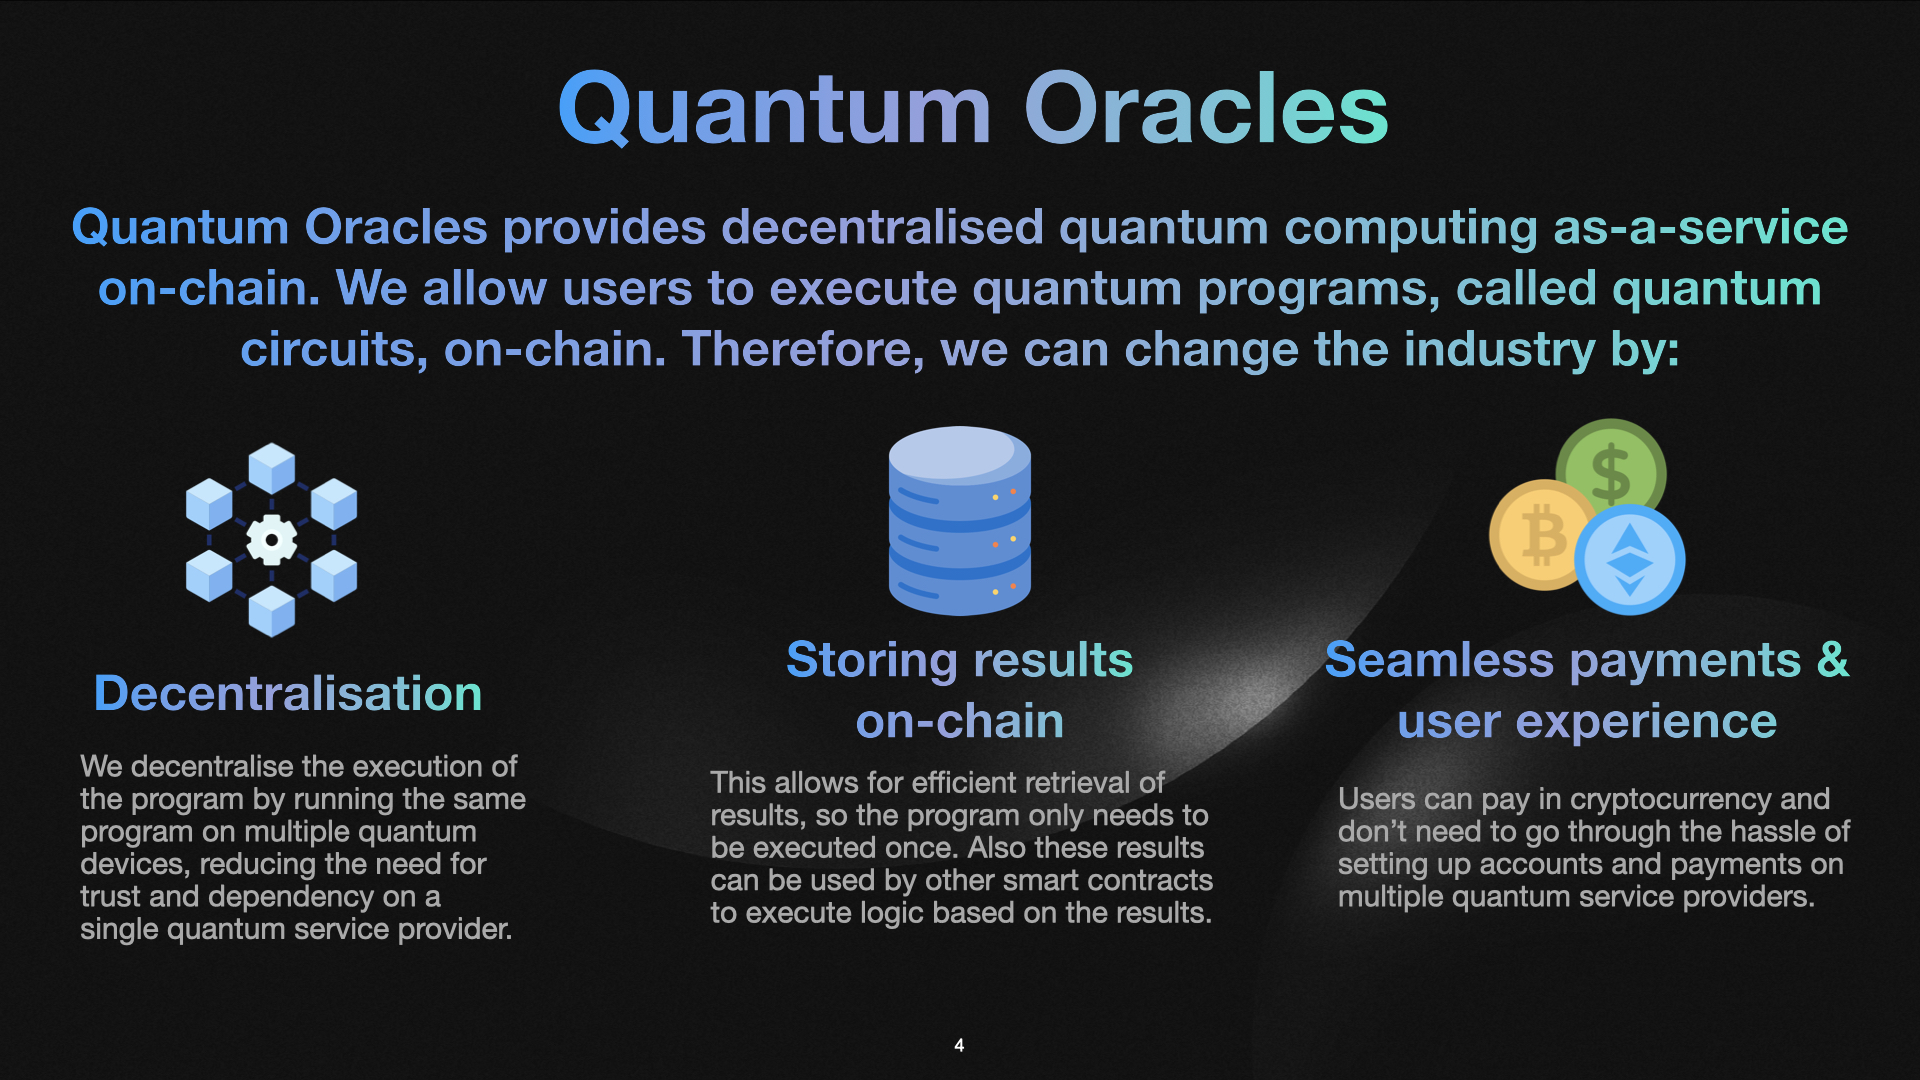 Quantum Oracles
Quantum Oracles provides decentralised quantum computing as-a-service
on-chain. We allow users to execute quantum programs, called quantum
circuits, on-chain. Therefore, we can change the industry by:
Decentralisation
We decentralise the execution of
the program by running the same
program on multiple quantum
devices, reducing the need for
trust and dependency on a
single quantum service provider.
Storing results
on-chain
This allows for efficient retrieval of
results, so the program only needs to
be executed once. Also these results
can be used by other smart contracts
to execute logic based on the results.
$
Seamless payments &
user experience
Users can pay in cryptocurrency and
don’t need to go through the hassle of
setting up accounts and payments on
multiple quantum service providers.
4